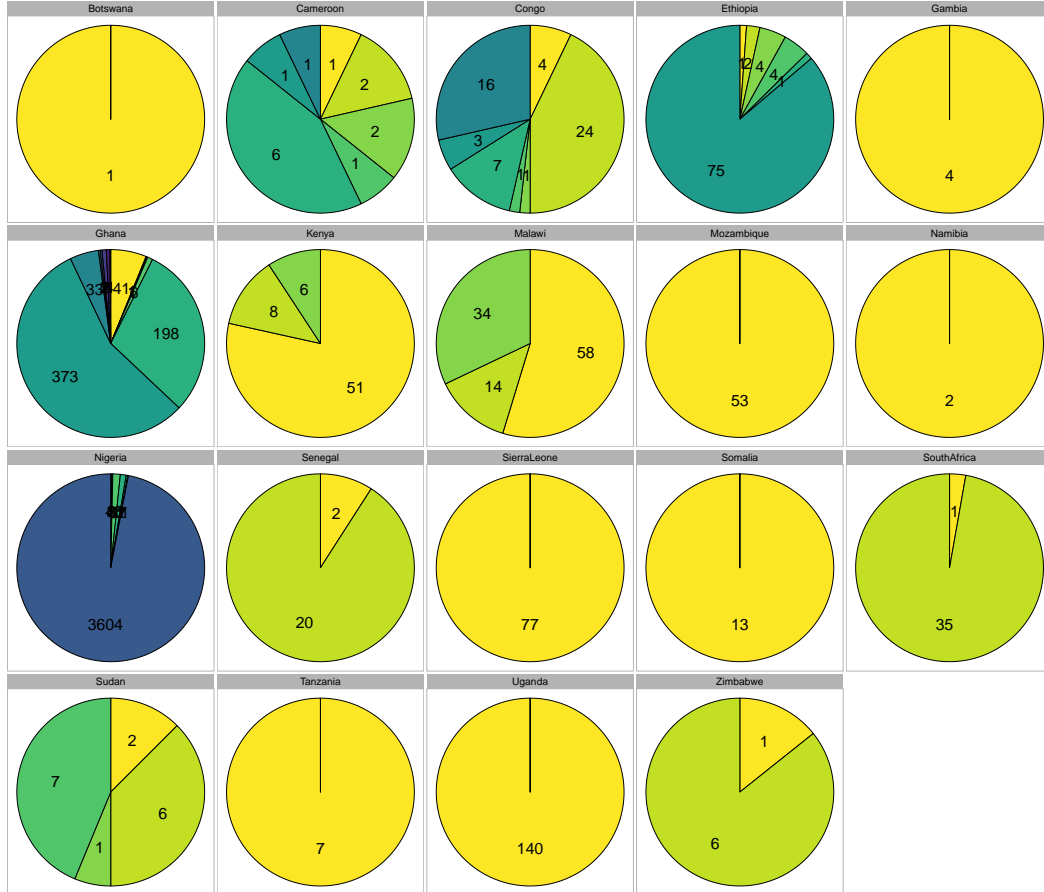 Botswana Cameroon Congo Ethiopia Gambia
1
1 2 2 1 6 1 1
4 24 1 1 7 3 16
1 2 4 4 1 75
4
Ghana Kenya Malawi Mozambique Namibia
41 198 373 33
51 8 6
58 14 34
53
2
Nigeria Senegal SierraLeone Somalia SouthAfrica
3604
2 20
77
13
1 35
Sudan Tanzania Uganda Zimbabwe
2 6 1 7
7
140
1 6